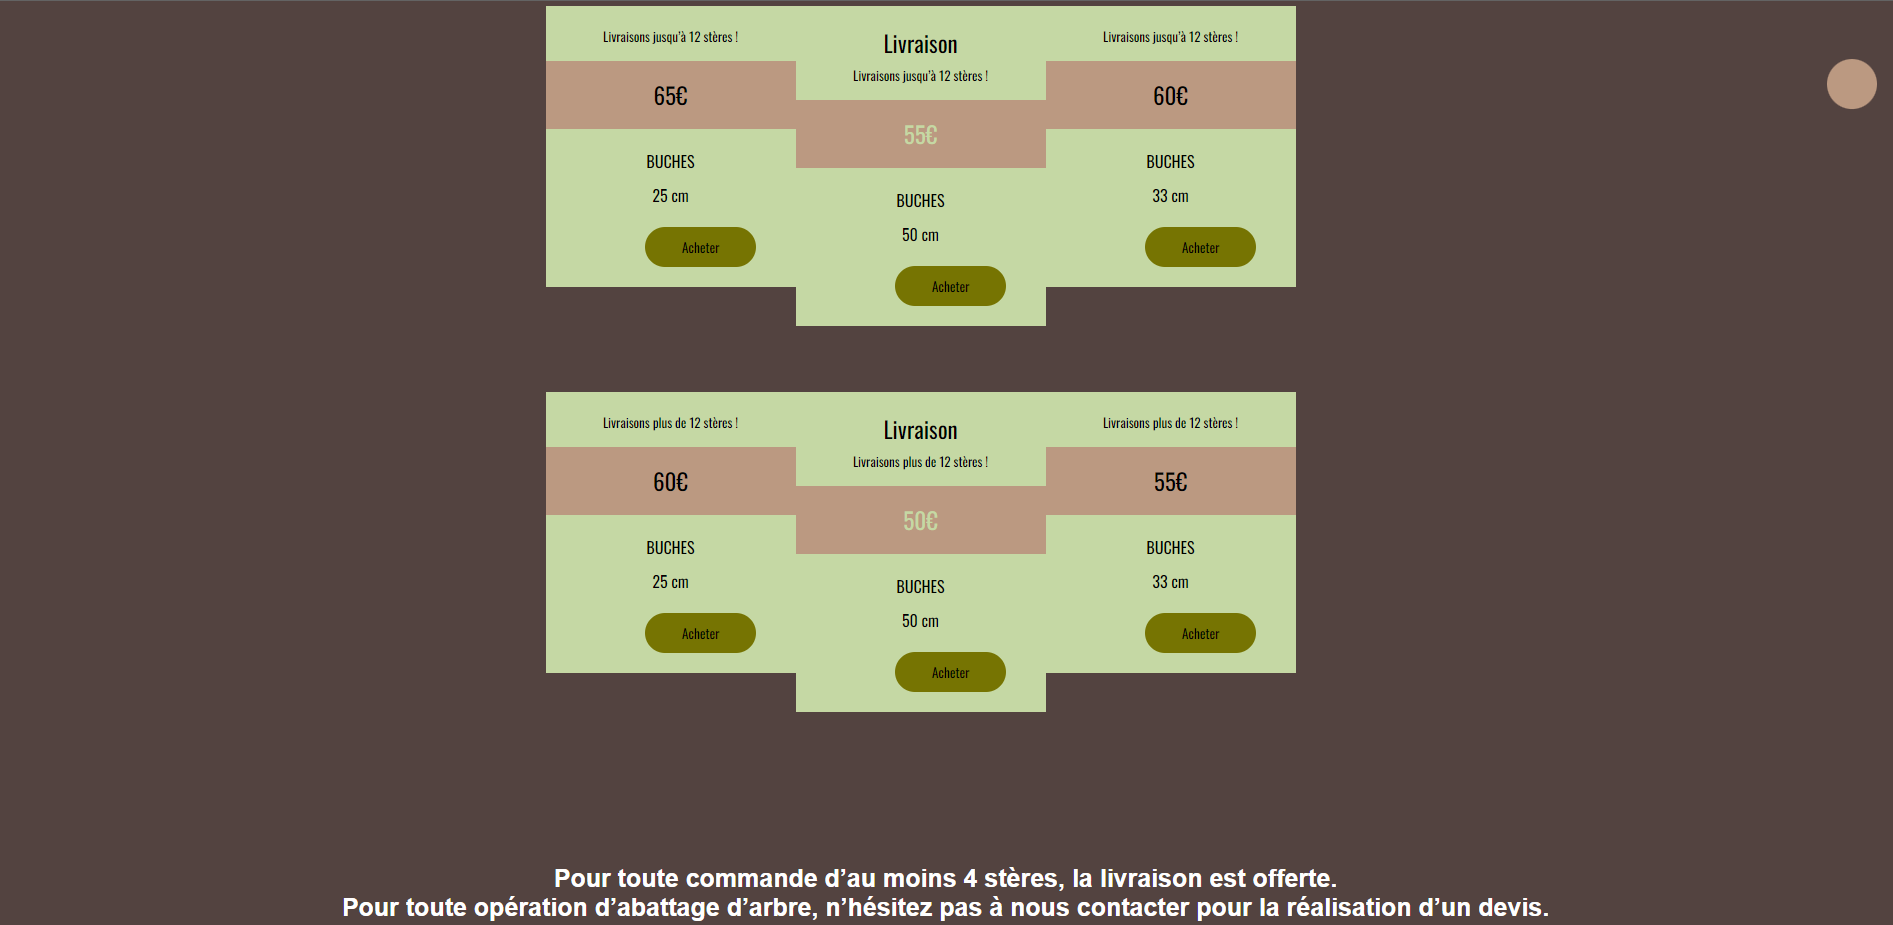 Livraisons jusqu'à 12 stères !
65€
BUCHES
25 cm
Acheter
Livraison
Livraisons jusqu'à 12 stères !
55€
BUCHES
50 cm
Acheter
Livraisons jusqu'à 12 stères !
60€
BUCHES
33 cm
Acheter
Livraisons plus de 12 stères !
60€
BUCHES
25 cm
Acheter
Livraison
Livraisons plus de 12 stères !
50€
BUCHES
50 cm
Acheter
Livraisons plus de 12 stères !
55€
BUCHES
33 cm
Acheter
Pour toute commande d’au moins 4 stères, la livraison est offerte.
Pour toute opération d’abattage d’arbre, n’hésitez pas à nous contacter pour la réalisation d’un devis.